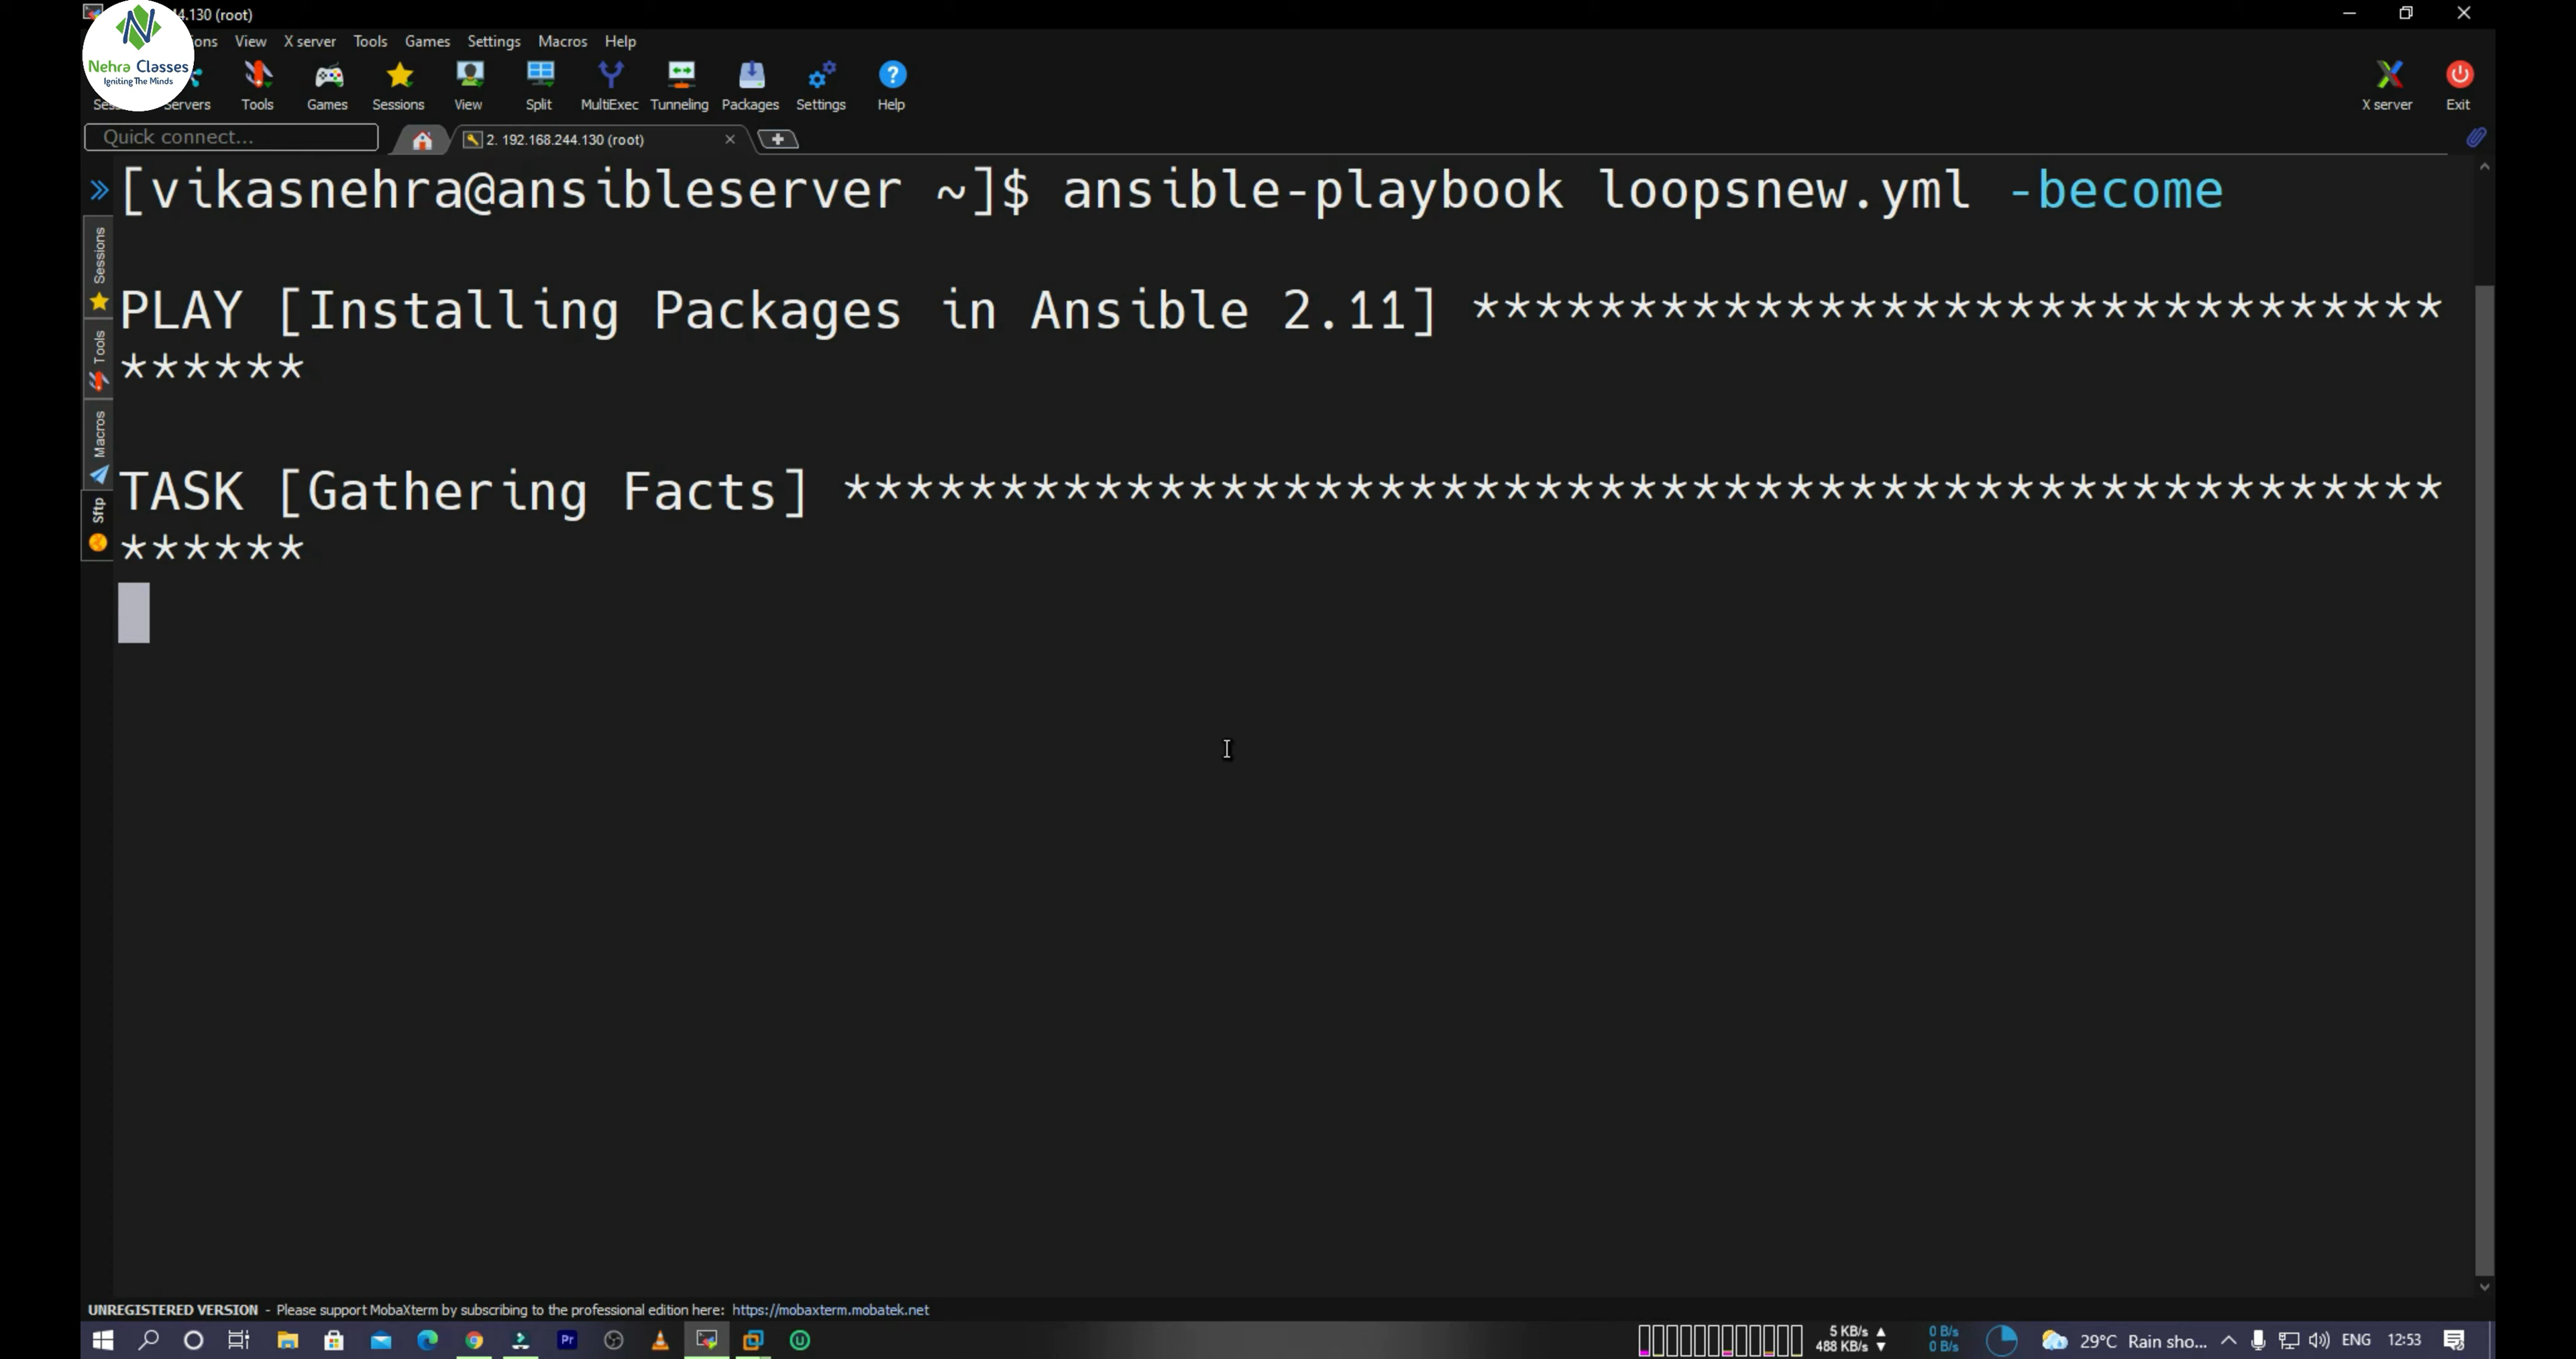 44.130 (root)
Nehra Classes
Igniting The Minds
ions View X server Tools Games Settings Macros Help
Servers Tools Games Sessions View Split MultiExec Tunneling Packages Settings Help X server Exit
Quick connect... 2. 192.168.244.130 (root)
[vikasnehra@ansibleserver ~]$ ansible-playbook loopsnew.yml -become
PLAY [Installing Packages in Ansible 2.11] *******************************
******
TASK [Gathering Facts] ***************************************************
******
Sessions
Tools
Macros
Sftp
UNREGISTERED VERSION - Please support MobaXterm by subscribing to the professional edition here: https://mobaxterm.mobatek.net
Pr 5 KB/s 0 B/s 29°C Rain sho... ENG 12:53
488 KB/s 0 B/s